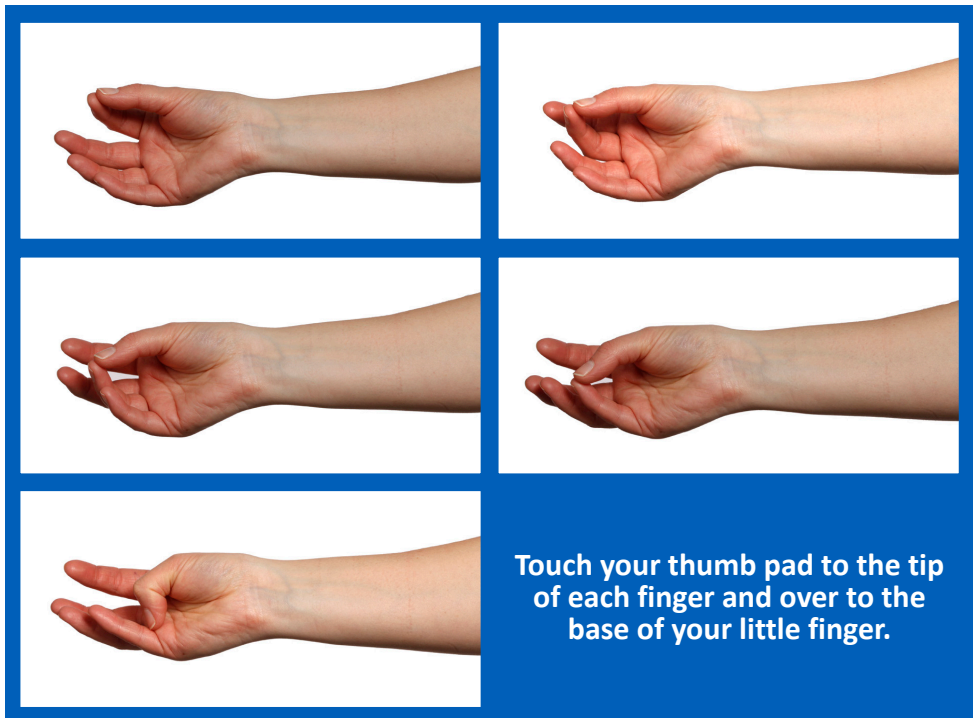 Touch your thumb pad to the tip
of each finger and over to the
base of your little finger.